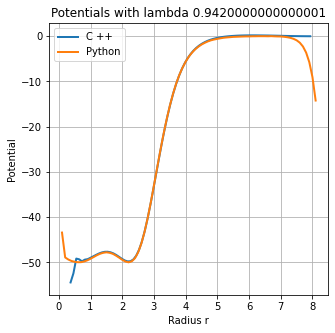 Potentials with lambda 0.9420000000000001
C ++
Python
Potential
0
−10
−20
−30
−40
−50
0 1 2 3 4 5 6 7 8
Radius r